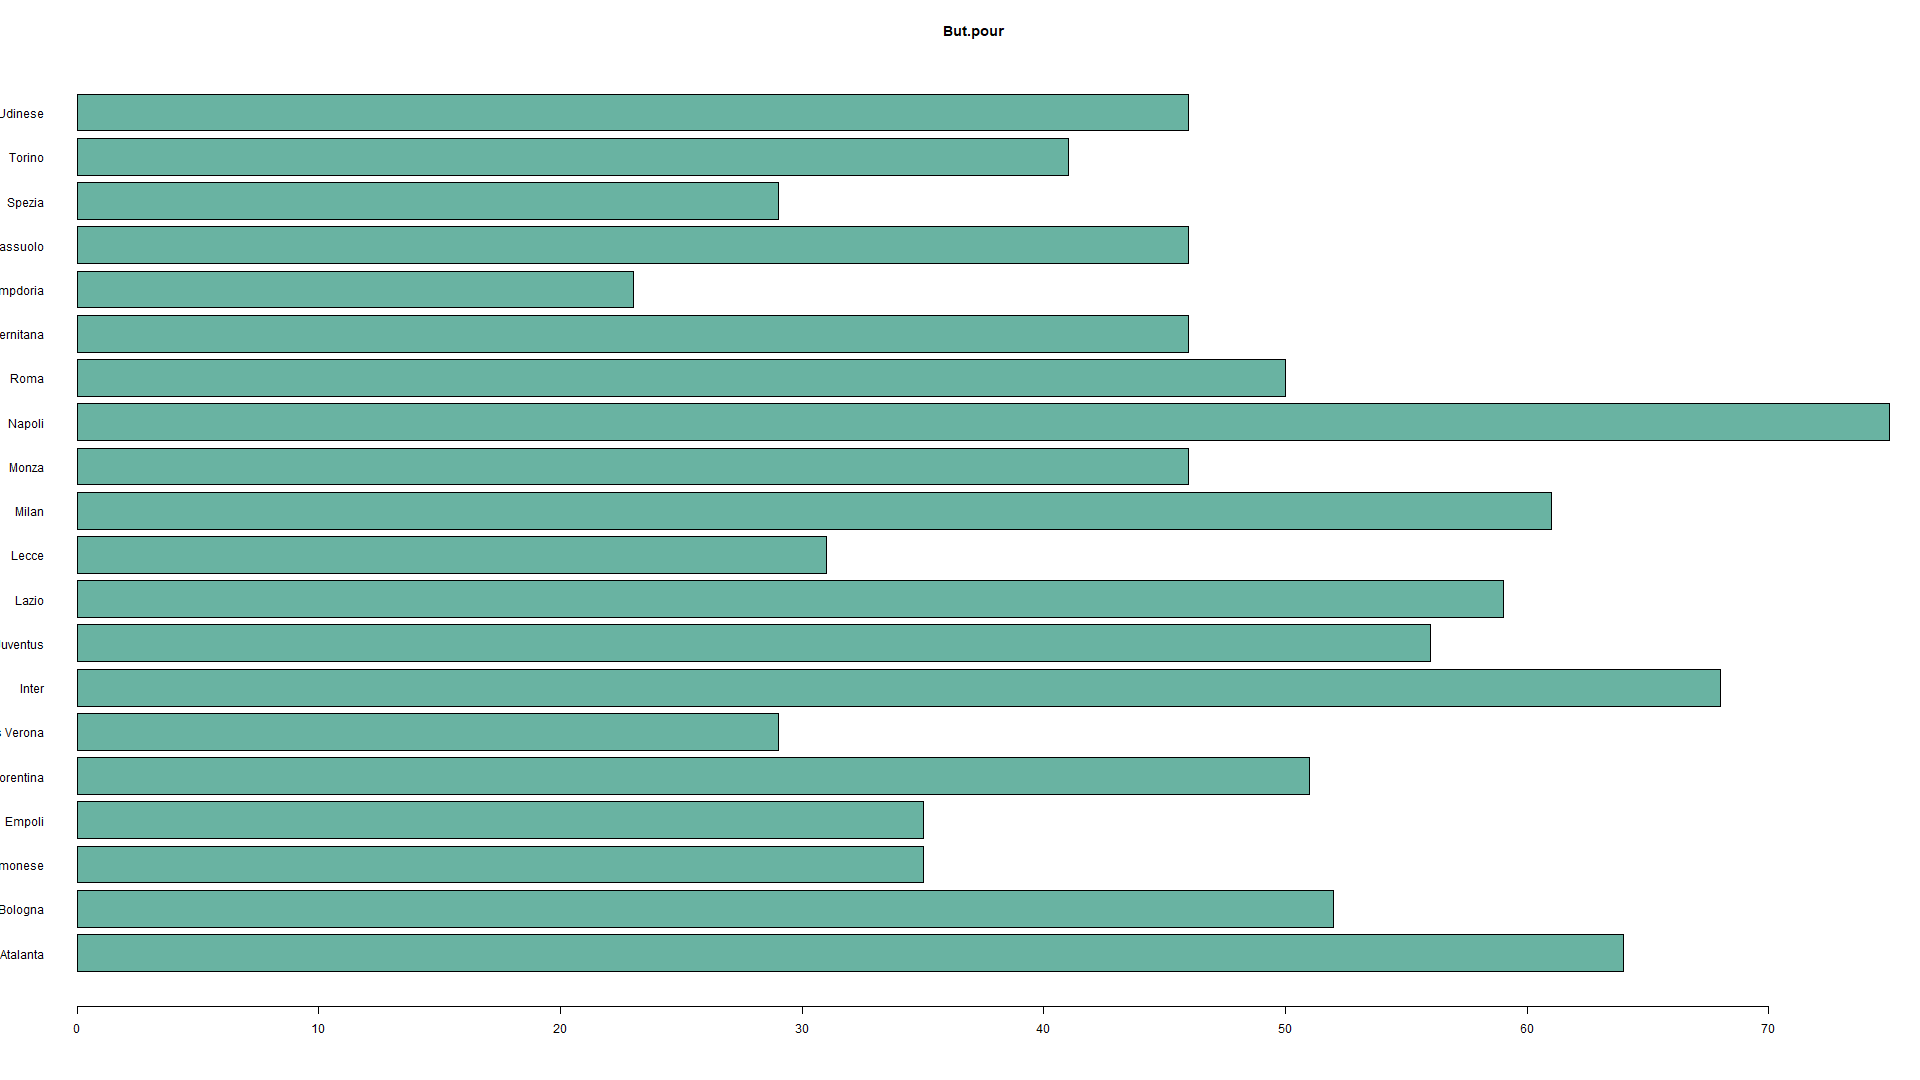 But.pour
Udinese
Torino
Spezia
assuolo
mpdoria
ernitana
Roma
Napoli
Monza
Milan
Lecce
Lazio
Juventus
Inter
s Verona
orentina
Empoli
monese
Bologna
Atalanta
0 10 20 30 40 50 60 70